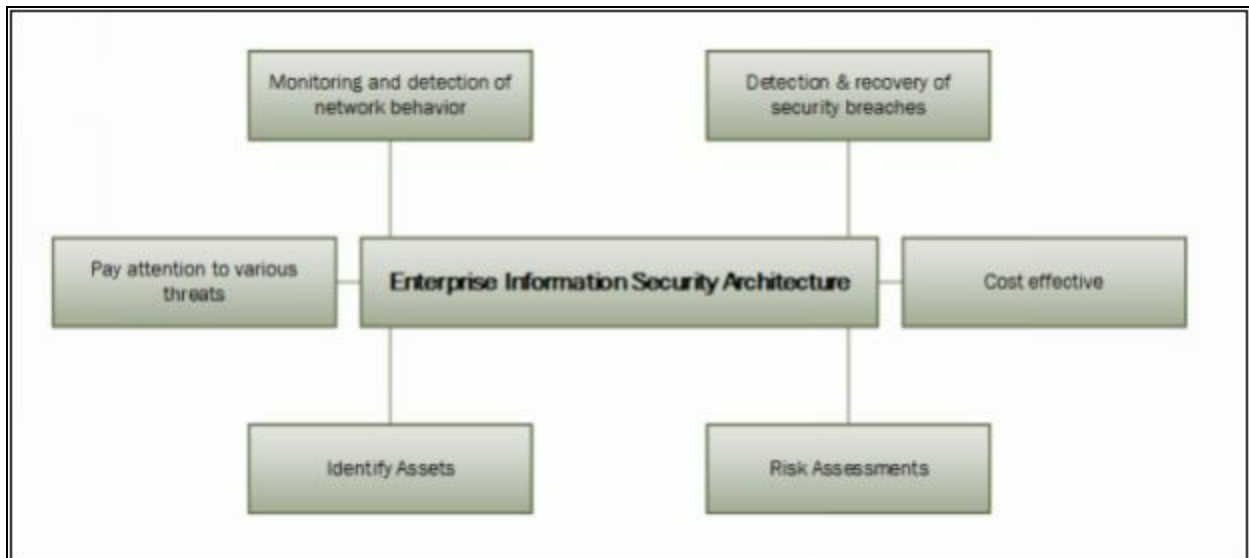 Monitoring and detection of
network behavior
Detection & recovery of
security breaches
Pay attention to various
threats
Enterprise Information Security Architecture
Cost effective
Identify Assets
Risk Assessments